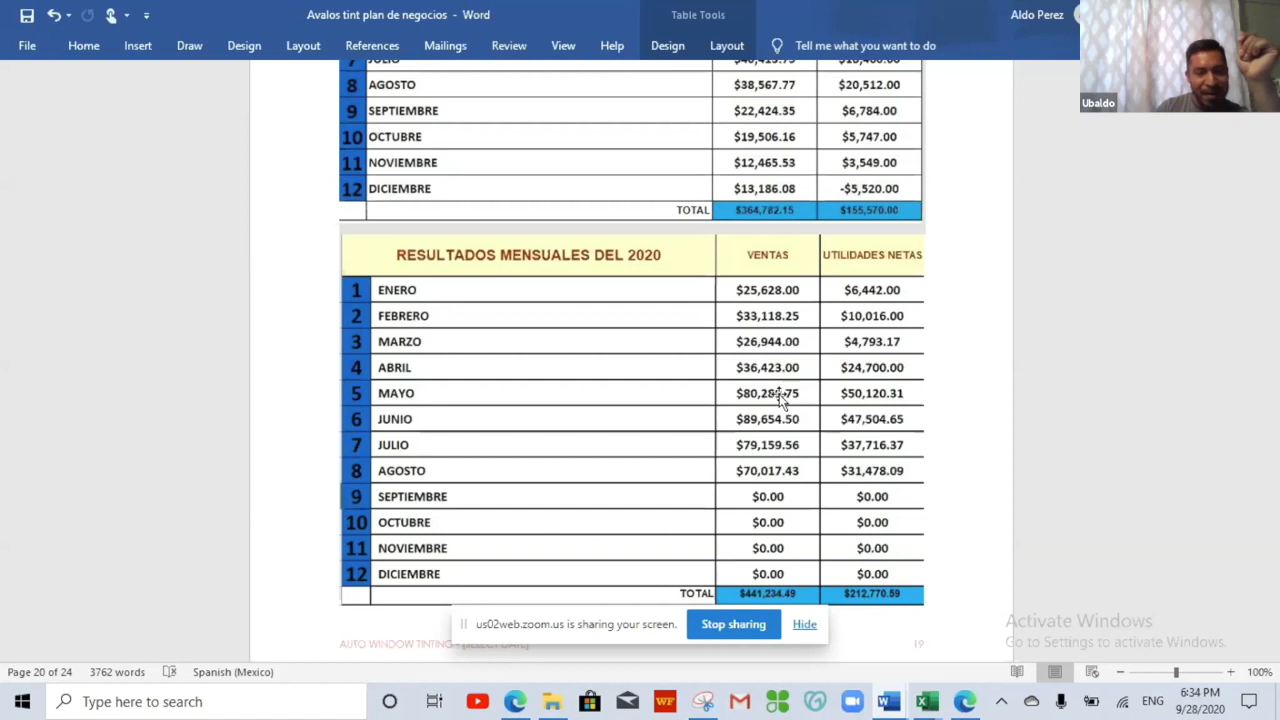 Avalos tint plan de negocios - Word
Table Tools
Aldo Perez
File Home Insert Draw Design Layout References Mailings Review View Help Design Layout Tell me what you want to do
Ubaldo
7 JULIO
8 AGOSTO $38,567.77 $20,512.00
9 SEPTIEMBRE $22,424.35 $6,784.00
10 OCTUBRE $19,506.16 $5,747.00
11 NOVIEMBRE $12,465.53 $3,549.00
12 DICIEMBRE $13,186.08 -$5,520.00
TOTAL $364,782.15 $155,570.00
RESULTADOS MENSUALES DEL 2020 VENTAS UTILIDADES NETAS
1 ENERO $25,628.00 $6,442.00
2 FEBRERO $33,118.25 $10,016.00
3 MARZO $26,944.00 $4,793.17
4 ABRIL $36,423.00 $24,700.00
5 MAYO $50,120.31
6 JUNIO $89,654.50 $47,504.65
7 JULIO $79,159.56 $37,716.37
8 AGOSTO $70,017.43 $31,478.09
9 SEPTIEMBRE $0.00 $0.00
10 OCTUBRE $0.00 $0.00
11 NOVIEMBRE $0.00 $0.00
12 DICIEMBRE $0.00 $0.00
TOTAL $441,234.49 $212,770.59
us02web.zoom.us is sharing your screen. Stop sharing Hide
AUTO WINDOW TINTING 19
Activate Windows
Go to Settings to activate Windows.
Page 20 of 24 3762 words Spanish (Mexico) 100%
Type here to search
WF
ENG
6:34 PM
9/28/2020